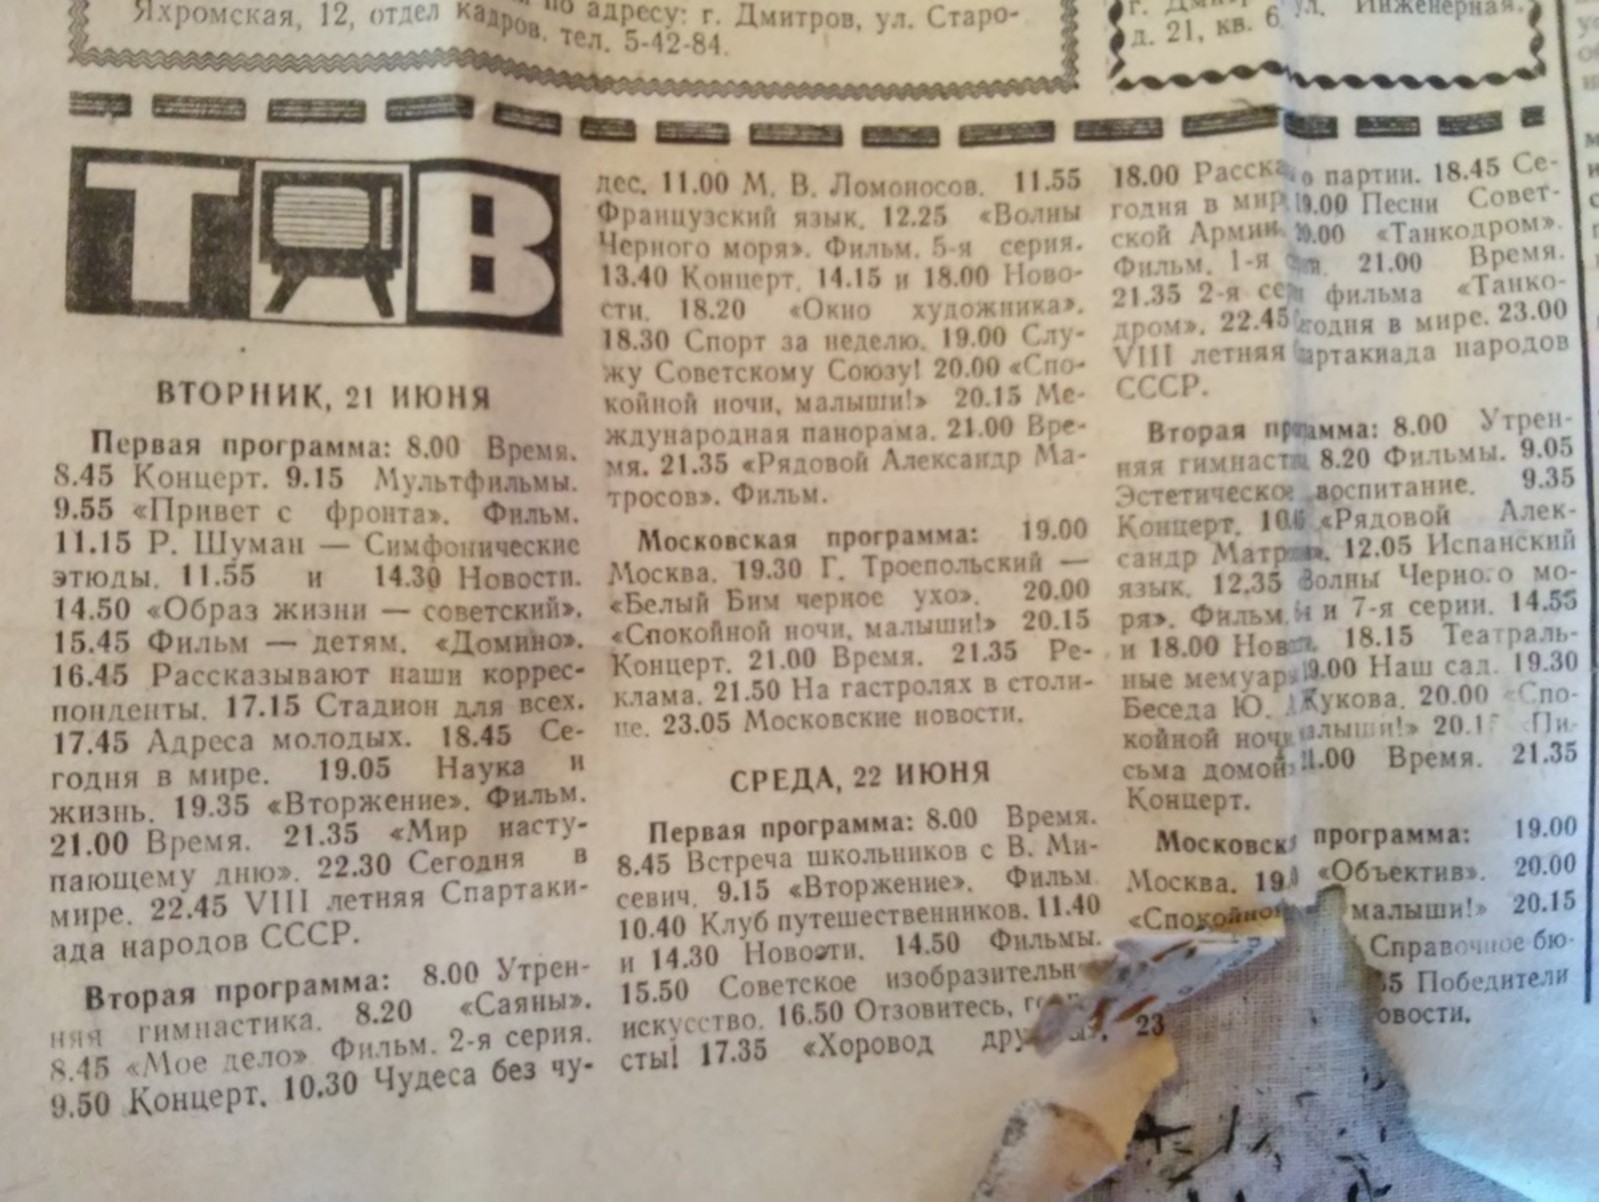 Яхромская, 12, отдел кадров, тел. 5-42-84.
по адресу: г. Дмитров, ул. Старо-
д. 21, кв. 6
ул. Инженерная,
ТВ
ВТОРНИК, 21 ИЮНЯ
Первая программа: 8.00 Время.
8.45 Концерт. 9.15 Мультфильмы.
9.55 «Привет с фронта». Фильм.
11.15 Р. Шуман — Симфонические
этюды. 11.55 и 14.30 Новости.
14.50 «Образ жизни — советский».
15.45 Фильм — детям. «Домино».
16.45 Рассказывают наши коррес-
понденты. 17.15 Стадион для всех.
17.45 Адреса молодых. 18.45 Се-
годня в мире. 19.05 Наука и
жизнь. 19.35 «Вторжение». Фильм.
21.00 Время. 21.35 «Мир насту-
пающему дню». 22.30 Сегодня в
мире. 22.45 VIII летняя Спартаки-
ада народов СССР.
Вторая программа: 8.00 Утрен-
няя гимнастика. 8.20 «Саяны».
8.45 «Мое дело» Фильм. 2-я серия.
9.50 Концерт. 10.30 Чудеса без чу-
дес. 11.00 М. В. Ломоносов. 11.55
Французский язык. 12.25 «Волны
Черного моря». Фильм. 5-я серия.
13.40 Концерт. 14.15 и 18.00 Ново-
сти. 18.20 «Окно художника».
18.30 Спорт за неделю. 19.00 Слу-
жу Советскому Союзу! 20.00 «Спо-
койной ночи, малыши!» 20.15 Ме-
ждународная панорама. 21.00 Вре-
мя. 21.35 «Рядовой Александр Ма-
тросов». Фильм.
Московская программа: 19.00
Москва. 19.30 Г. Троепольский —
«Белый Бим черное ухо». 20.00
«Спокойной ночи, малыши!» 20.15
Концерт. 21.00 Время. 21.35 Ре-
клама. 21.50 На гастролях в столи-
це. 23.05 Московские новости.
СРЕДА, 22 ИЮНЯ
Первая программа: 8.00 Время.
8.45 Встреча школьников с В. Ми-
севич. 9.15 «Вторжение». Фильм
10.40 Клуб путешественников. 11.40
и 14.30 Новости. 14.50 Фильмы.
15.50 Советское изобразительн
искусство. 16.50 Отзовитесь,
сты! 17.35 «Хоровод 23
18.00 Расска о партии. 18.45 Се-
годня в мир 19.00 Песни Совет-
ской Армии. 20.00 «Танкодром».
Фильм. 1-я 21.00 Время.
21.35 2-я се фильма «Танко-
дром». 22.45 годня в мире. 23.00
VIII летняя артакиада народов
СССР.
Вторая программа: 8.00 Утрен-
няя гимнаст 8.20 Фильмы. 9.05
Эстетическое воспитание. 9.35
Концерт. «Рядовой Алек-
сандр Матр 12.05 Испанский
язык. 12.35 Волны Черного мо-
ря». Фильм. и 7-я серии. 14.55
и 18.00 Нов 18.15 Театраль-
ные мемуары 19.00 Наш сад. 19.30
Беседа Ю. Жукова. 20.00 «Спо-
койной ноч алыши!» «Пи-
сьма домой 21.00 Время. 21.35
Концерт.
Московск программа: 19.00
Москва. «Объектив». 20.00
«Спокойной малыши!» 20.15
Справочное бю-
Победители
овости.